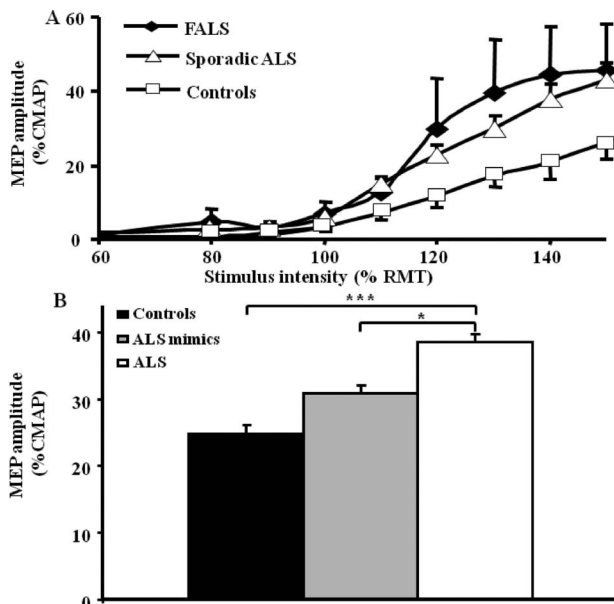 A
60
FALS
Sporadic ALS
Controls
40
20
0
MEP amplitude
(%CMAP)
60 80 100 120 140
Stimulus intensity (% RMT)
B
Controls
ALS mimics
ALS
***
*
40
30
20
10
0
MEP amplitude
(%CMAP)